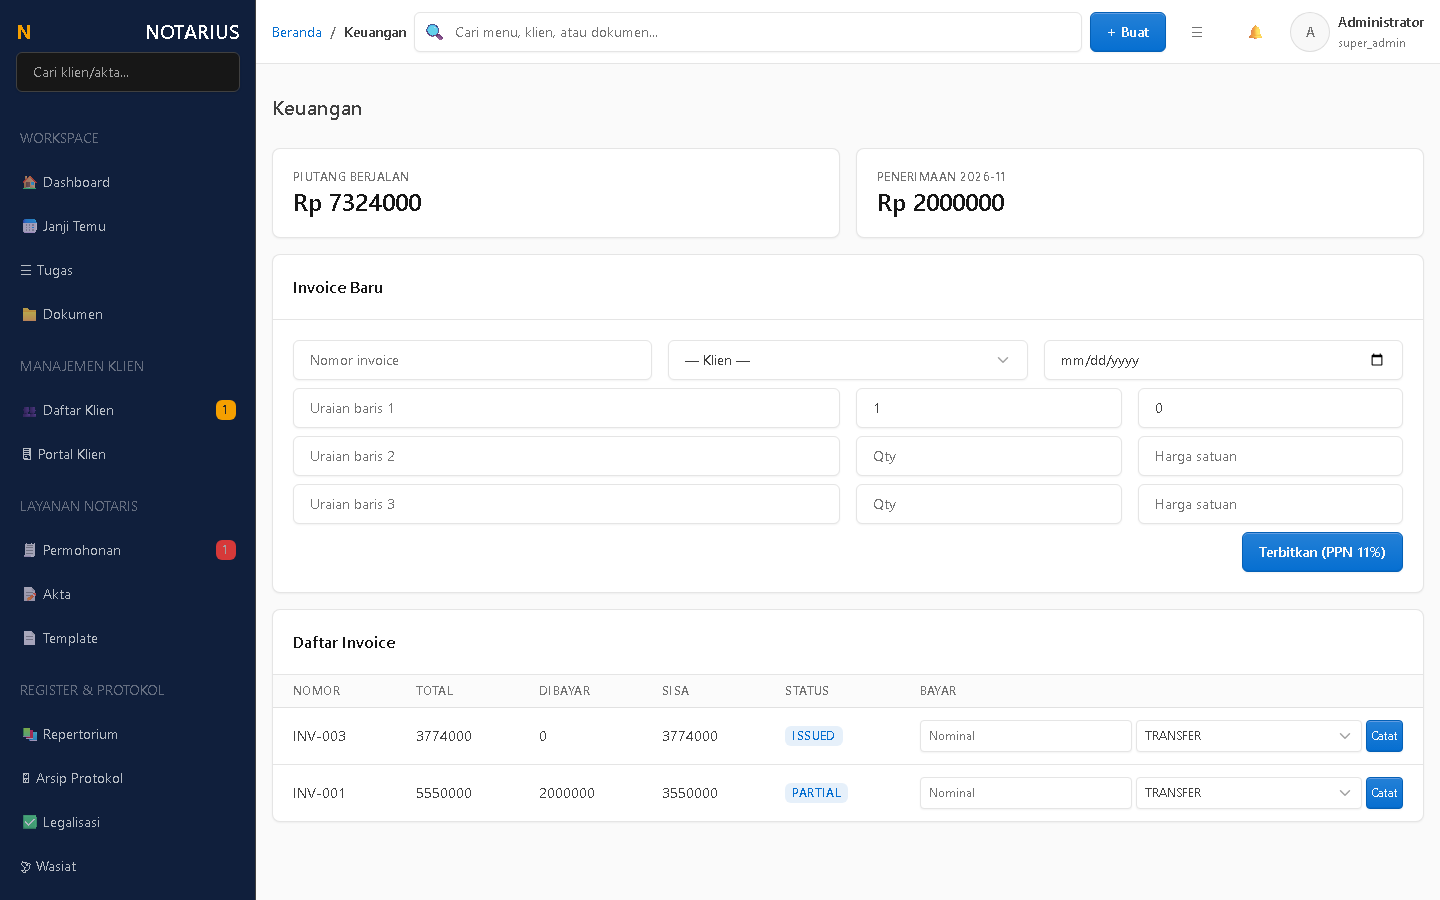 N NOTARIUS
Cari klien/akta...
WORKSPACE
Dashboard
Janji Temu
Tugas
Dokumen
MANAJEMEN KLIEN
Daftar Klien 1
Portal Klien
LAYANAN NOTARIS
Permohonan 1
Akta
Template
REGISTER & PROTOKOL
Repertorium
Arsip Protokol
Legalisasi
Wasiat
Beranda / Keuangan
Cari menu, klien, atau dokumen...
+ Buat
A
Administrator
super_admin
Keuangan
PIUTANG BERJALAN
Rp 7324000
PENERIMAAN 2026-11
Rp 2000000
Invoice Baru
Nomor invoice — Klien — mm/dd/yyyy
Uraian baris 1 1 0
Uraian baris 2 Qty Harga satuan
Uraian baris 3 Qty Harga satuan
Terbitkan (PPN 11%)
Daftar Invoice
NOMOR TOTAL DIBAYAR SISA STATUS BAYAR
INV-003 3774000 0 3774000 ISSUED Nominal TRANSFER Catat
INV-001 5550000 2000000 3550000 PARTIAL Nominal TRANSFER Catat